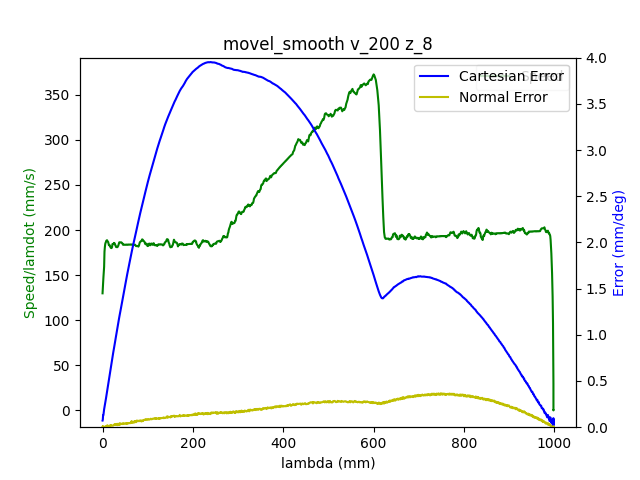 movel_smooth v_200 z_8
Cartesian Error
Normal Error
Speed/lamdot (mm/s)
350
300
250
200
150
100
50
0
4.0
3.5
3.0
2.5
2.0
1.5
1.0
0.5
0.0
Error (mm/deg)
0 200 400 600 800 1000
lambda (mm)